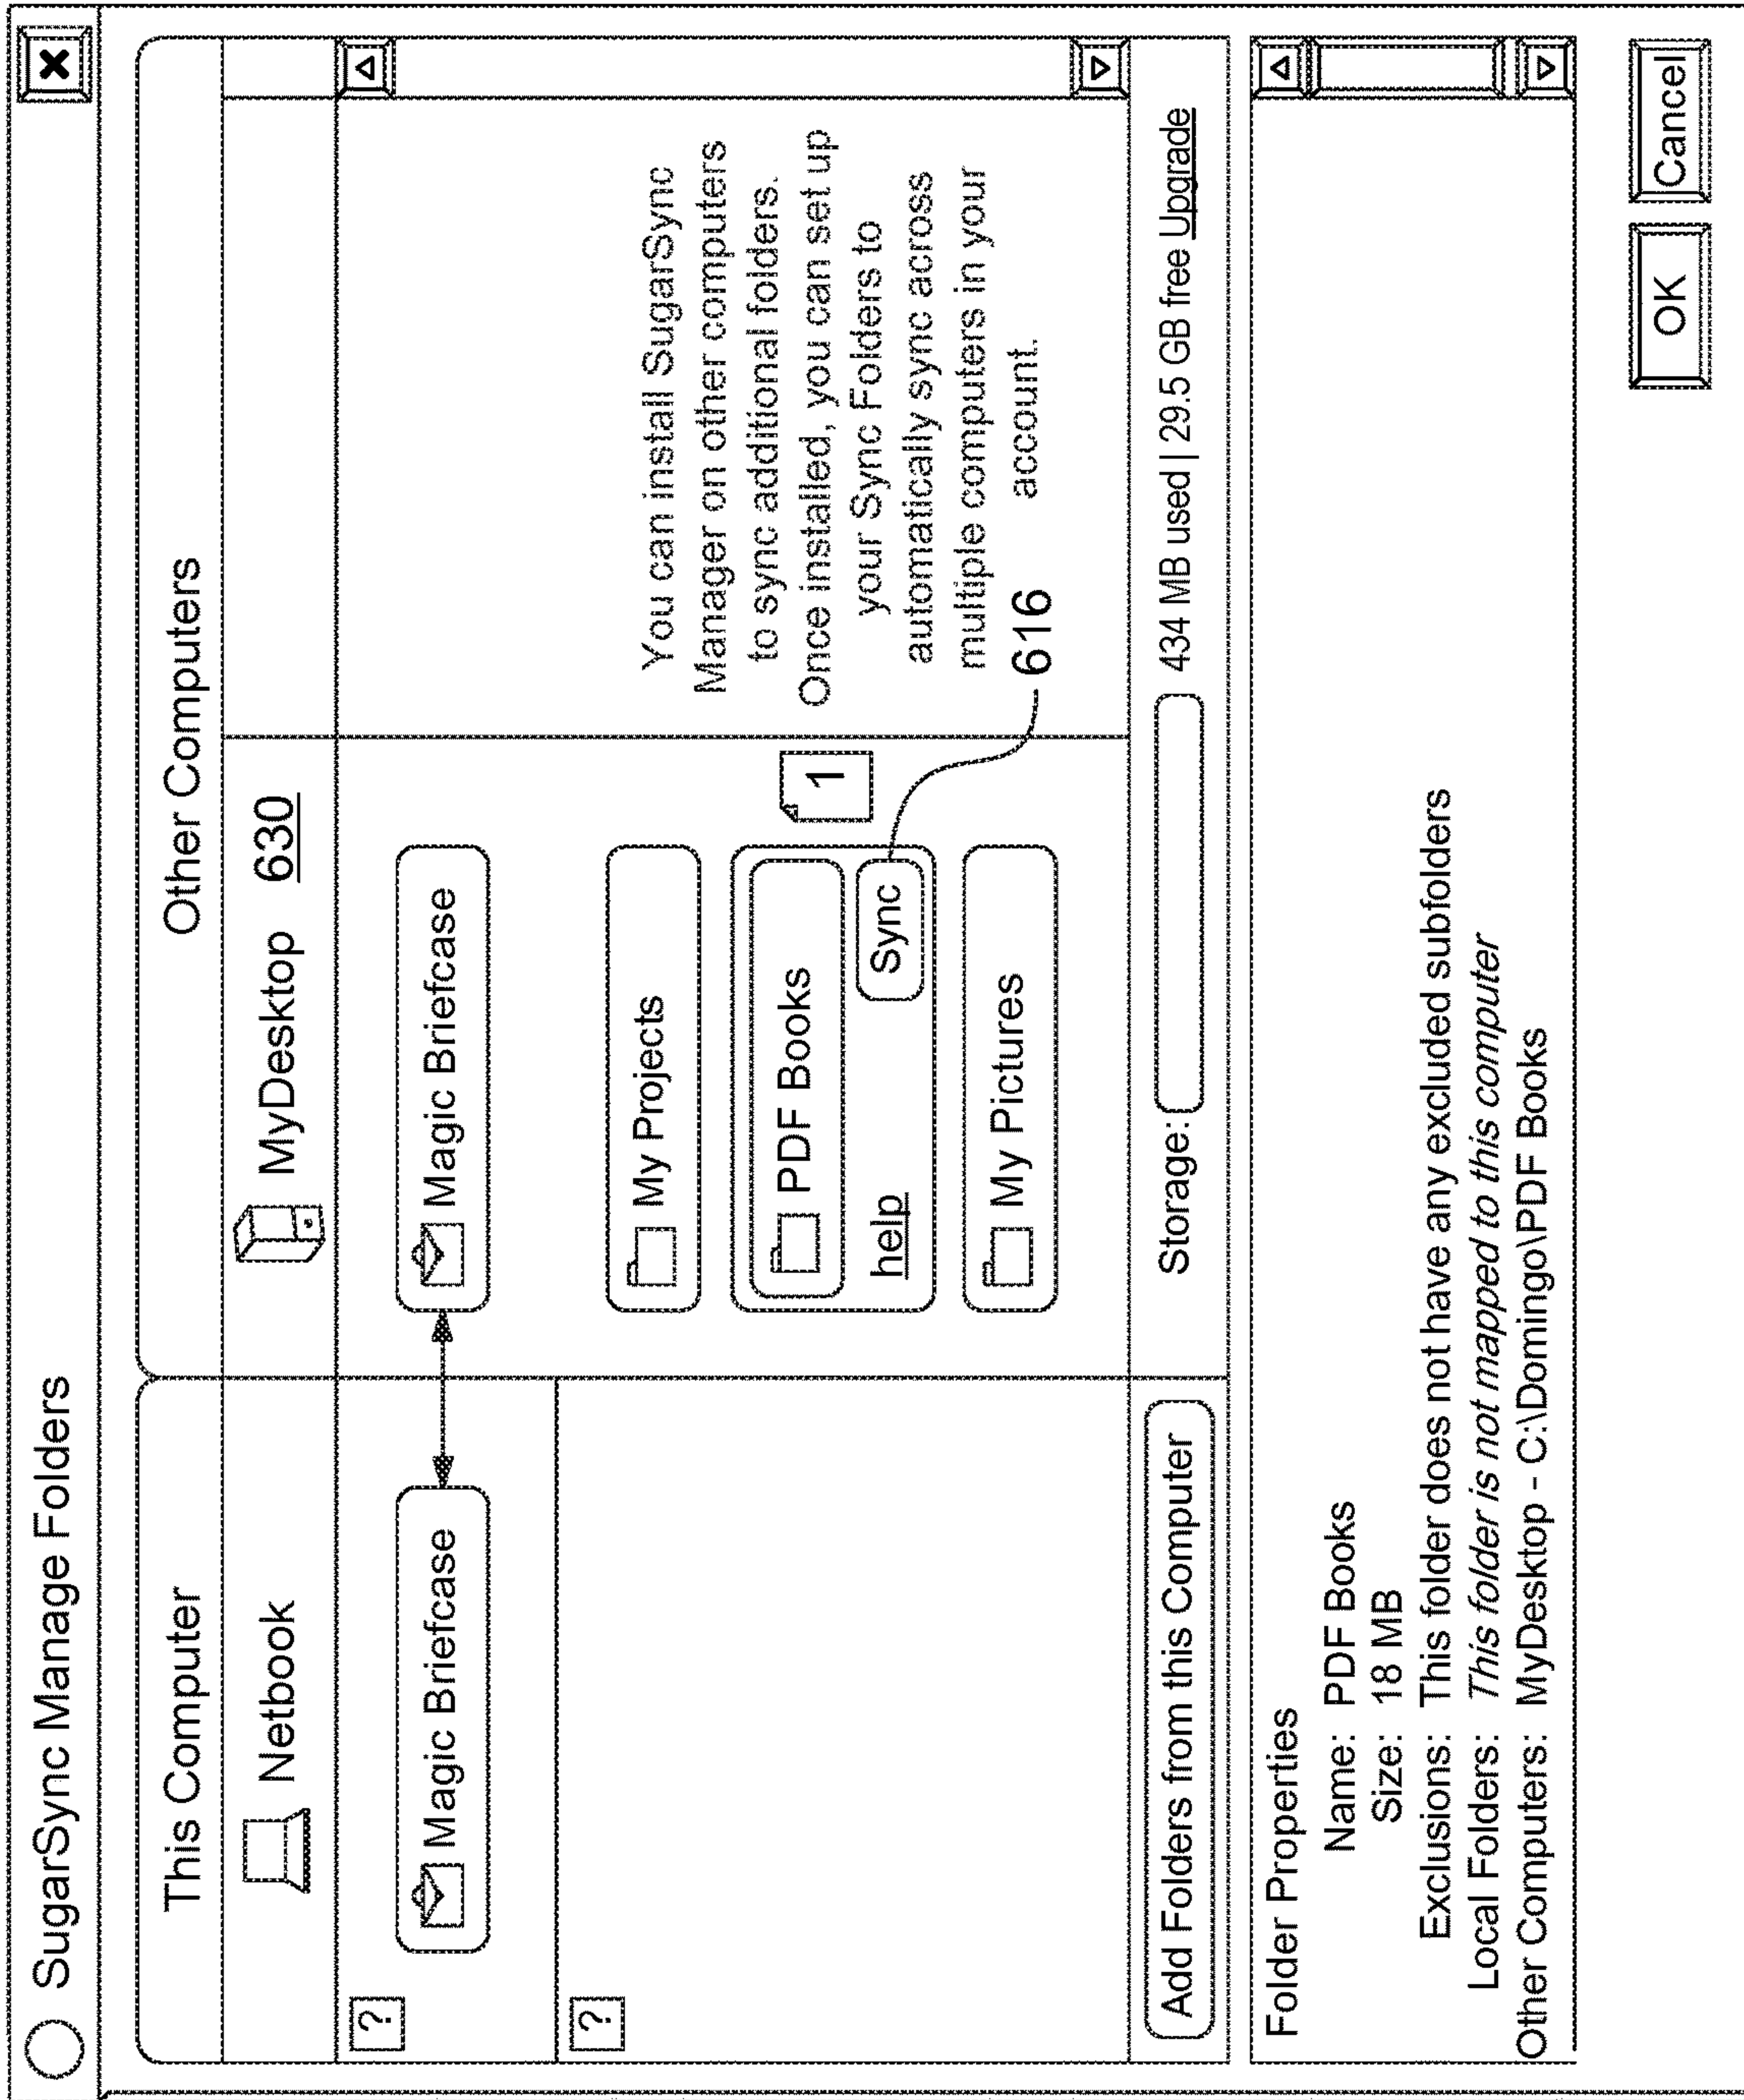 SugarSync Manage Folders
This Computer
Other Computers
Netbook
MyDesktop 630
?
Magic Briefcase
Magic Briefcase
?
My Projects
PDF Books
1
help
Sync
616
My Pictures
You can install SugarSync
Manager on other computers
to sync additional folders.
Once installed, you can set up
your Sync Folders to
automatically sync across
multiple computers in your
account.
Add Folders from this Computer
Storage:
434 MB used | 29.5 GB free Upgrade
Folder Properties
Name: PDF Books
Size: 18 MB
Exclusions: This folder does not have any excluded subfolders
Local Folders: This folder is not mapped to this computer
Other Computers: MyDesktop - C:\Domingo\PDF Books
OK
Cancel